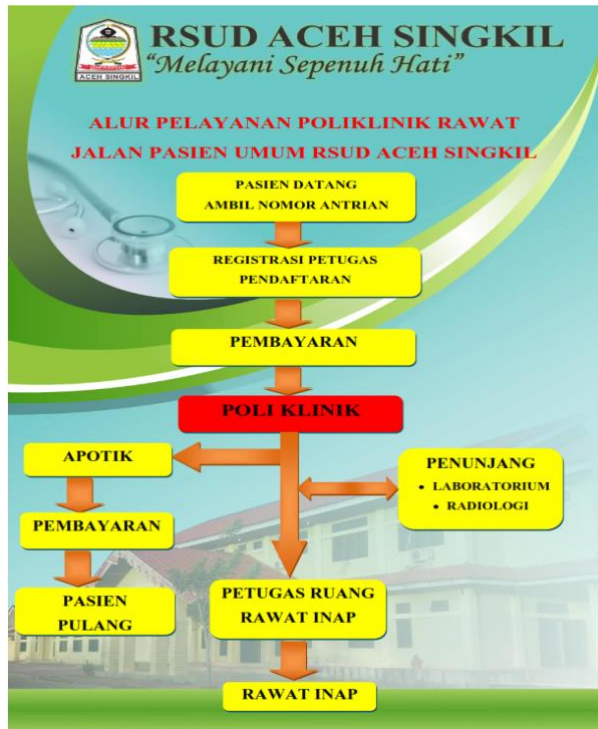 RSUD ACEH SINGKIL
"Melayani Sepenuh Hati"
ACEH SINGKIL
ALUR PELAYANAN POLIKLINIK RAWAT
JALAN PASIEN UMUM RSUD ACEH SINGKIL
PASIEN DATANG
AMBIL NOMOR ANTRIAN
REGISTRASI PETUGAS
PENDAFTARAN
PEMBAYARAN
POLI KLINIK
APOTIK
PEMBAYARAN
PASIEN
PULANG
PENUNJANG
• LABORATORIUM
• RADIOLOGI
PETUGAS RUANG
RAWAT INAP
RAWAT INAP